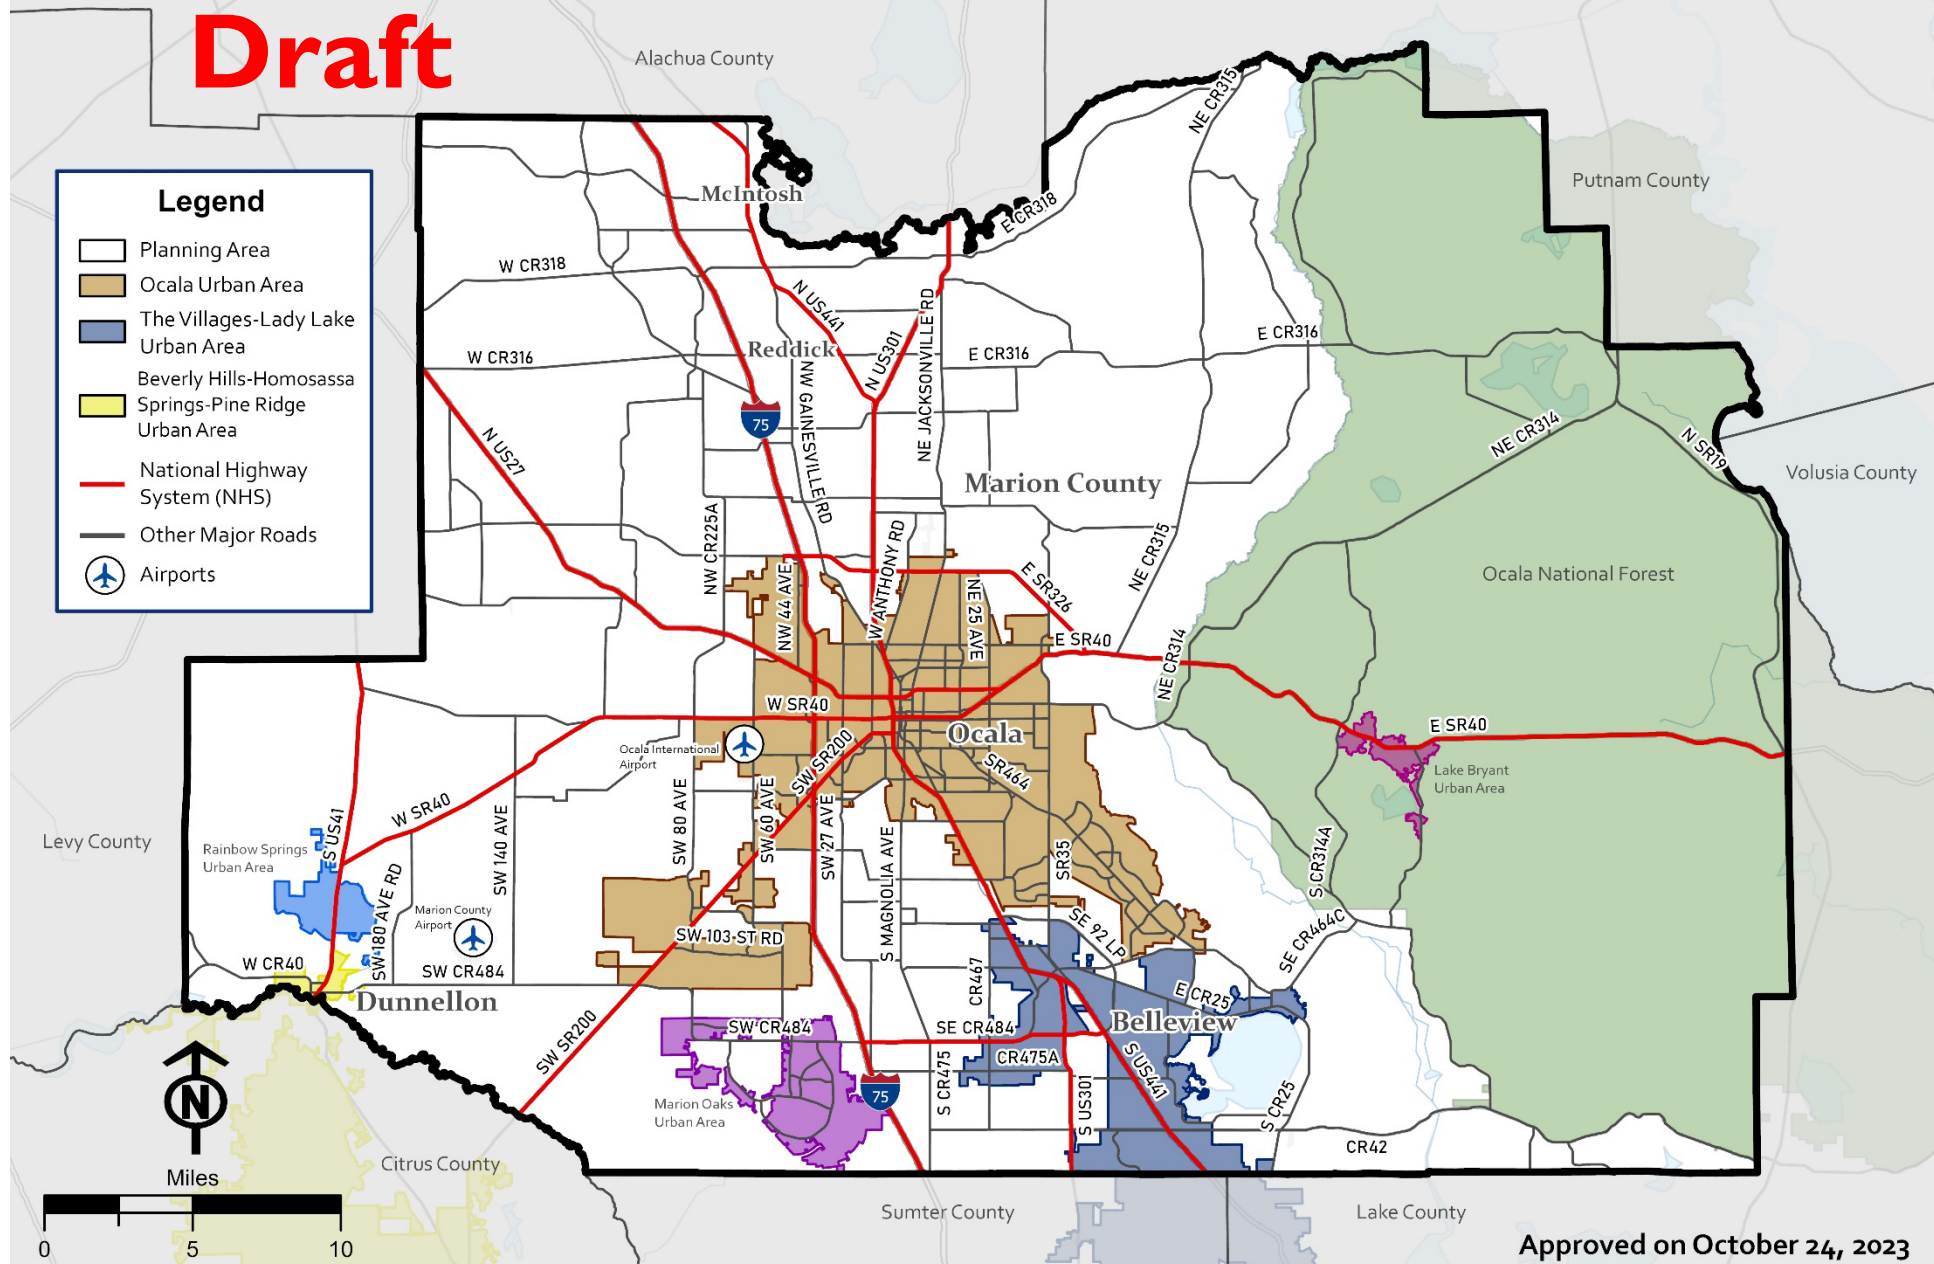 Draft
Alachua County
Putnam County
Volusia County
Levy County
Citrus County
Sumter County
Lake County
Marion County
Ocala National Forest
Legend
Planning Area
Ocala Urban Area
The Villages-Lady Lake
Urban Area
Beverly Hills-Homosassa
Springs-Pine Ridge
Urban Area
National Highway
System (NHS)
Other Major Roads
Airports
McIntosh
Reddick
Ocala
Dunnellon
Belleview
NE CR315
E CR318
W CR318
N US441
N US301
NE JACKSONVILLE RD
E CR316
E CR316
W CR316
NW GAINESVILLE RD
75
N US27
NE CR314
N SR19
NW CR225A
W ANTHONY RD
NE CR315
NW 44 AVE
NE 25 AVE
E SR326
E SR40
NE CR314
W SR40
E SR40
Ocala International
Airport
SW SR200
SR464
Lake Bryant
Urban Area
W SR40
SW 80 AVE
SW 60 AVE
SW 27 AVE
S MAGNOLIA AVE
SR35
S CR314A
S US41
SW 140 AVE
Rainbow Springs
Urban Area
SW 180 AVE RD
Marion County
Airport
SW 103 ST RD
SE 92 LP
SE CR464C
W CR40
SW CR484
CR467
E CR25
SW CR484
SE CR484
SW SR200
CR475A
S US441
S CR475
75
S US301
S CR25
Marion Oaks
Urban Area
CR42
N
Miles
0
5
10
Approved on October 24, 2023